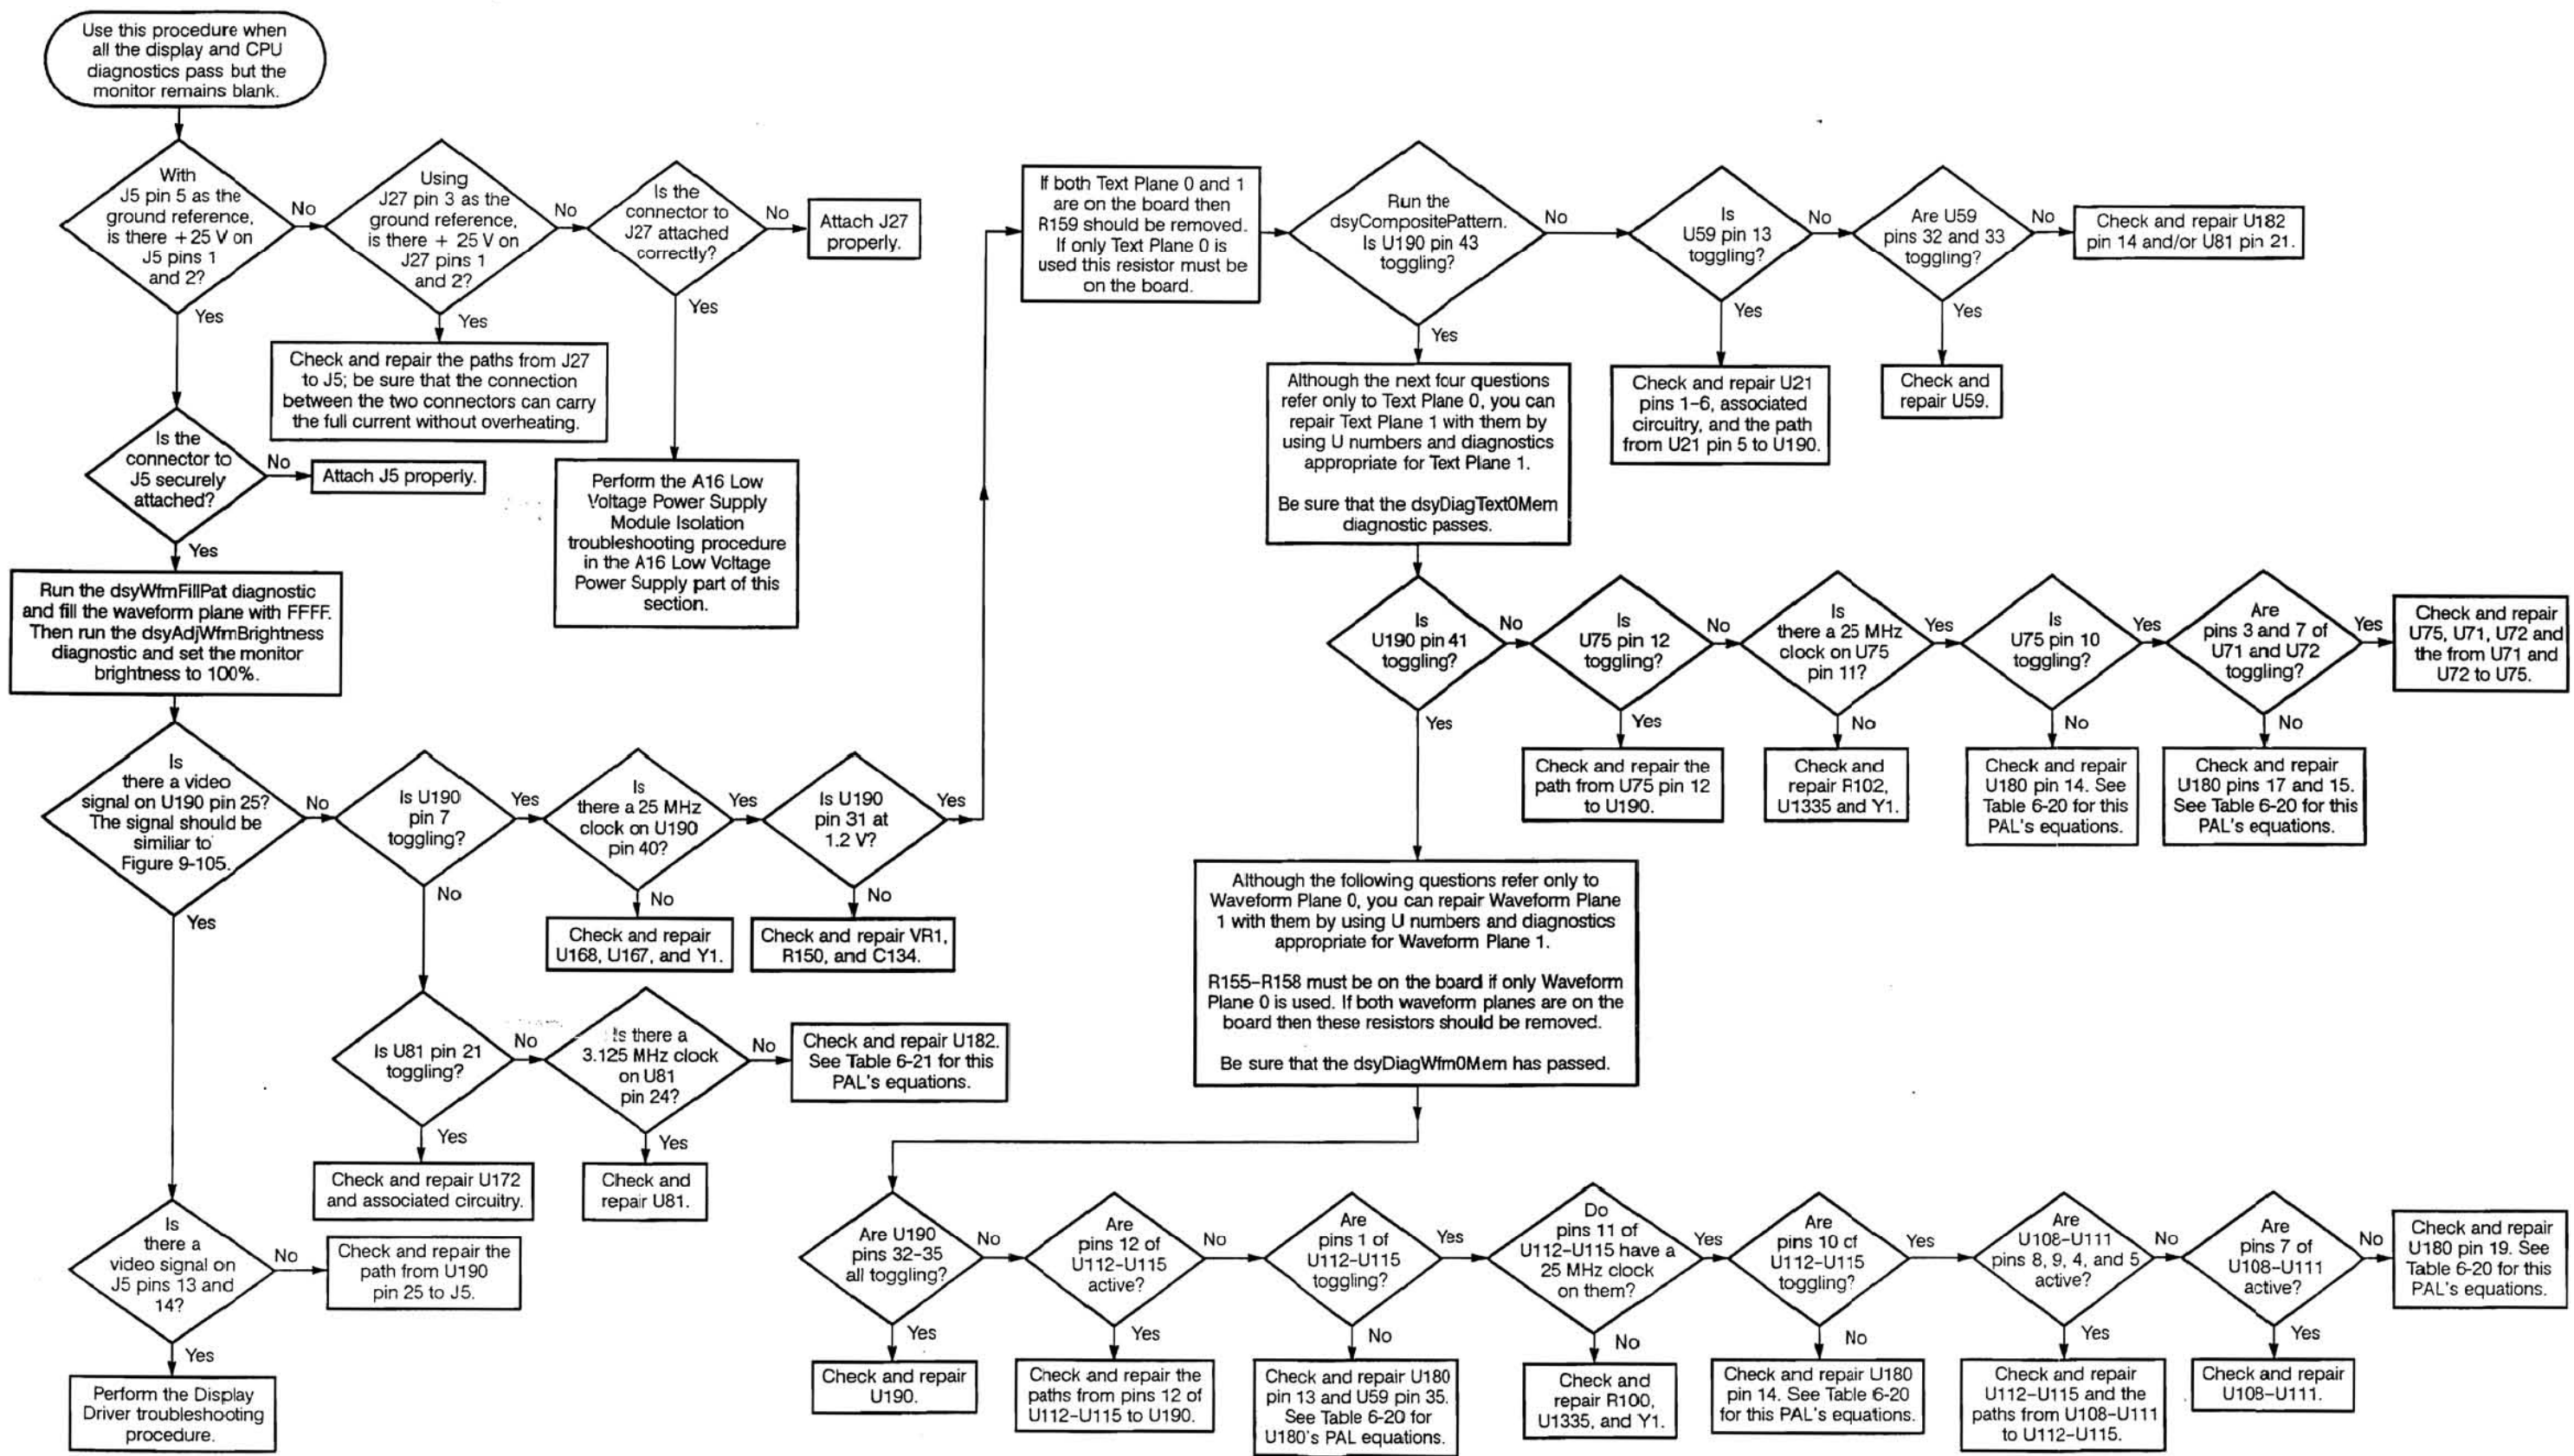 Use this procedure when
all the display and CPU
diagnostics pass but the
monitor remains blank.
With
J5 pin 5 as the
ground reference,
is there +25 V on
J5 pins 1
and 2?
No
Yes
Using
J27 pin 3 as the
ground reference,
is there + 25 V on
J27 pins 1
and 2?
No
Yes
Is the
connector to
J27 attached
correctly?
No
Yes
Attach J27
properly.
Check and repair the paths from J27
to J5; be sure that the connection
between the two connectors can carry
the full current without overheating.
Is the
connector to
J5 securely
attached?
No
Yes
Attach J5 properly.
Perform the A16 Low
Voltage Power Supply
Module Isolation
troubleshooting procedure
in the A16 Low Voltage
Power Supply part of this
section.
Run the dsyWfmFillPat diagnostic
and fill the waveform plane with FFFF.
Then run the dsyAdjWfmBrightness
diagnostic and set the monitor
brightness to 100%.
Is
there a video
signal on U190 pin 25?
The signal should be
similiar to
Figure 9-105.
No
Yes
Is U190
pin 7
toggling?
Yes
No
Is
there a 25 MHz
clock on U190
pin 40?
Yes
No
Is U190
pin 31 at
1.2 V?
Yes
No
Check and repair
U168, U167, and Y1.
Check and repair VR1,
R150, and C134.
Is U81 pin 21
toggling?
No
Yes
Is there a
3.125 MHz clock
on U81
pin 24?
No
Yes
Check and repair U182.
See Table 6-21 for this
PAL's equations.
Check and repair U172
and associated circuitry.
Check and
repair U81.
Is
there a
video signal on
J5 pins 13 and
14?
No
Yes
Check and repair the
path from U190
pin 25 to J5.
Perform the Display
Driver troubleshooting
procedure.
If both Text Plane 0 and 1
are on the board then
R159 should be removed.
If only Text Plane 0 is
used this resistor must be
on the board.
Run the
dsyCompositePattern.
Is U190 pin 43
toggling?
No
Yes
Is
U59 pin 13
toggling?
No
Yes
Are U59
pins 32 and 33
toggling?
No
Yes
Check and repair U182
pin 14 and/or U81 pin 21.
Check and repair U21
pins 1-6, associated
circuitry, and the path
from U21 pin 5 to U190.
Check and
repair U59.
Although the next four questions
refer only to Text Plane 0, you can
repair Text Plane 1 with them by
using U numbers and diagnostics
appropriate for Text Plane 1.
Be sure that the dsyDiagText0Mem
diagnostic passes.
Is
U190 pin 41
toggling?
No
Yes
Is
U75 pin 12
toggling?
No
Yes
Is
there a 25 MHz
clock on U75
pin 11?
Yes
No
Is
U75 pin 10
toggling?
Yes
No
Are
pins 3 and 7 of
U71 and U72
toggling?
Yes
No
Check and repair
U75, U71, U72 and
the from U71 and
U72 to U75.
Check and repair the
path from U75 pin 12
to U190.
Check and
repair R102,
U1335 and Y1.
Check and repair
U180 pin 14. See
Table 6-20 for this
PAL's equations.
Check and repair
U180 pins 17 and 15.
See Table 6-20 for this
PAL's equations.
Although the following questions refer only to
Waveform Plane 0, you can repair Waveform Plane
1 with them by using U numbers and diagnostics
appropriate for Waveform Plane 1.
R155-R158 must be on the board if only Waveform
Plane 0 is used. If both waveform planes are on the
board then these resistors should be removed.
Be sure that the dsyDiagWfm0Mem has passed.
Are U190
pins 32-35
all toggling?
No
Yes
Are
pins 12 of
U112-U115
active?
No
Yes
Are
pins 1 of
U112-U115
toggling?
Yes
No
Do
pins 11 of
U112-U115 have a
25 MHz clock
on them?
Yes
No
Are
pins 10 of
U112-U115
toggling?
Yes
No
Are
U108-U111
pins 8, 9, 4, and 5
active?
No
Yes
Are
pins 7 of
U108-U111
active?
No
Yes
Check and repair
U180 pin 19. See
Table 6-20 for this
PAL's equations.
Check and repair
U190.
Check and repair the
paths from pins 12 of
U112-U115 to U190.
Check and repair U180
pin 13 and U59 pin 35.
See Table 6-20 for
U180's PAL equations.
Check and
repair R100,
U1335, and Y1.
Check and repair U180
pin 14. See Table 6-20
for this PAL's equations.
Check and repair
U112-U115 and the
paths from U108-U111
to U112-U115.
Check and repair
U108-U111.